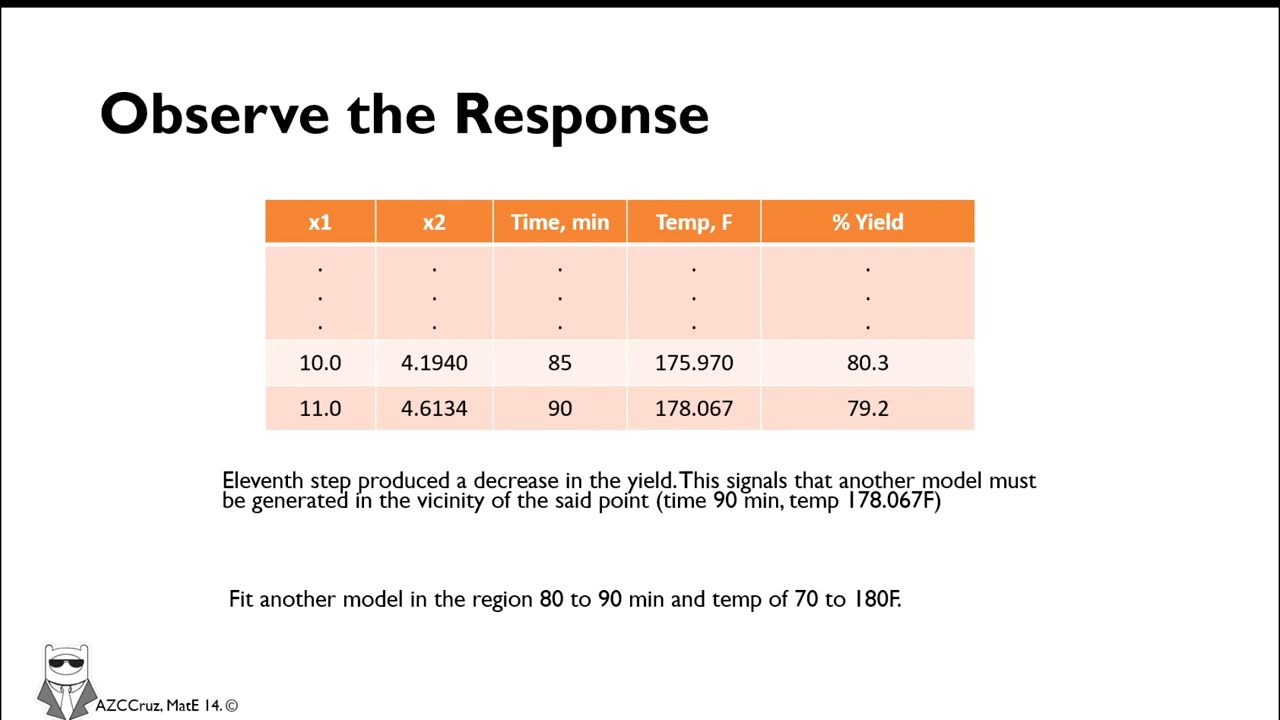 Observe the Response
x1 x2 Time, min Temp, F % Yield
. . . . .
. . . . .
. . . . .
10.0 4.1940 85 175.970 80.3
11.0 4.6134 90 178.067 79.2
Eleventh step produced a decrease in the yield. This signals that another model must
be generated in the vicinity of the said point (time 90 min, temp 178.067F)
Fit another model in the region 80 to 90 min and temp of 70 to 180F.
AZCCruz, MatE 14. ©